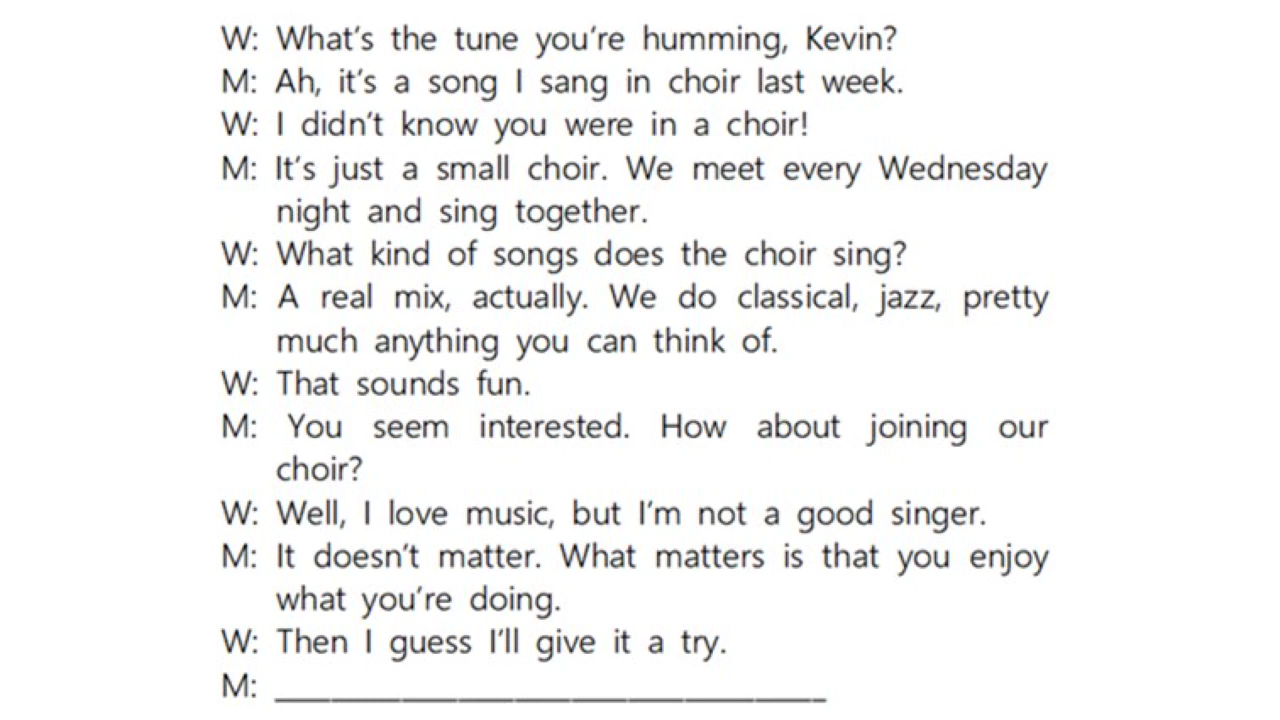 W: What's the tune you're humming, Kevin?
M: Ah, it's a song I sang in choir last week.
W: I didn't know you were in a choir!
M: It's just a small choir. We meet every Wednesday
night and sing together.
W: What kind of songs does the choir sing?
M: A real mix, actually. We do classical, jazz, pretty
much anything you can think of.
W: That sounds fun.
M: You seem interested. How about joining our
choir?
W: Well, I love music, but I'm not a good singer.
M: It doesn't matter. What matters is that you enjoy
what you're doing.
W: Then I guess I'll give it a try.
M: ____________________